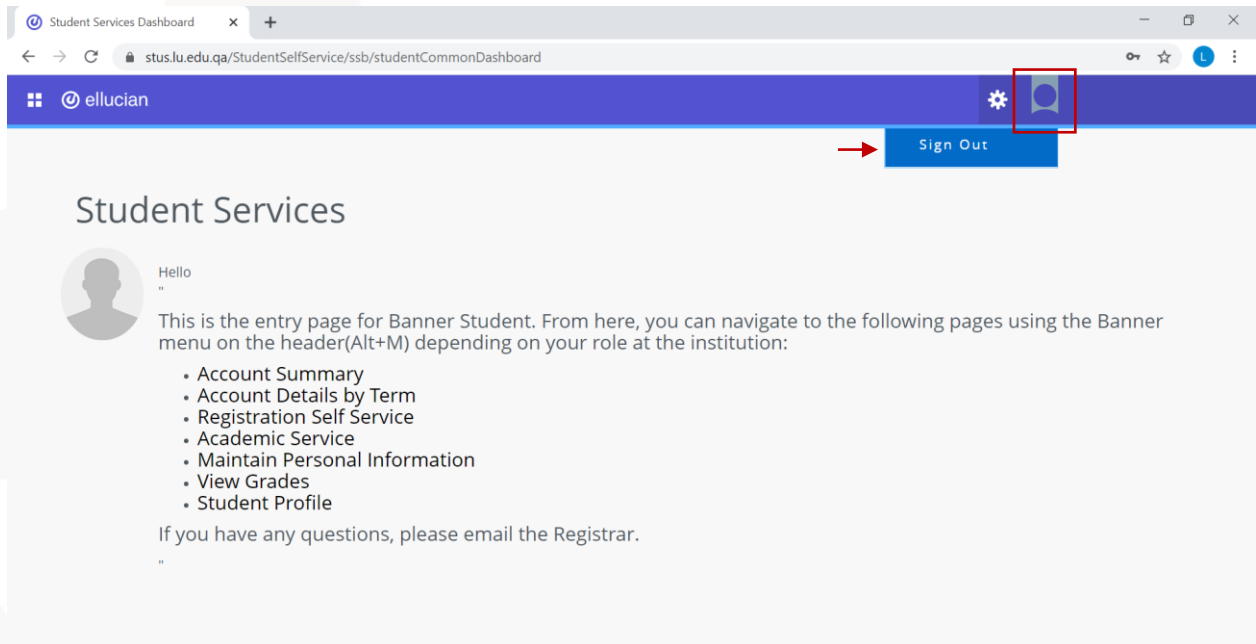 Student Services Dashboard
stus.lu.edu.qa/StudentSelfService/ssb/studentCommonDashboard
L
ellucian
Sign Out
Student Services
Hello
"
This is the entry page for Banner Student. From here, you can navigate to the following pages using the Banner
menu on the header(Alt+M) depending on your role at the institution:
• Account Summary
• Account Details by Term
• Registration Self Service
• Academic Service
• Maintain Personal Information
• View Grades
• Student Profile
If you have any questions, please email the Registrar.
"